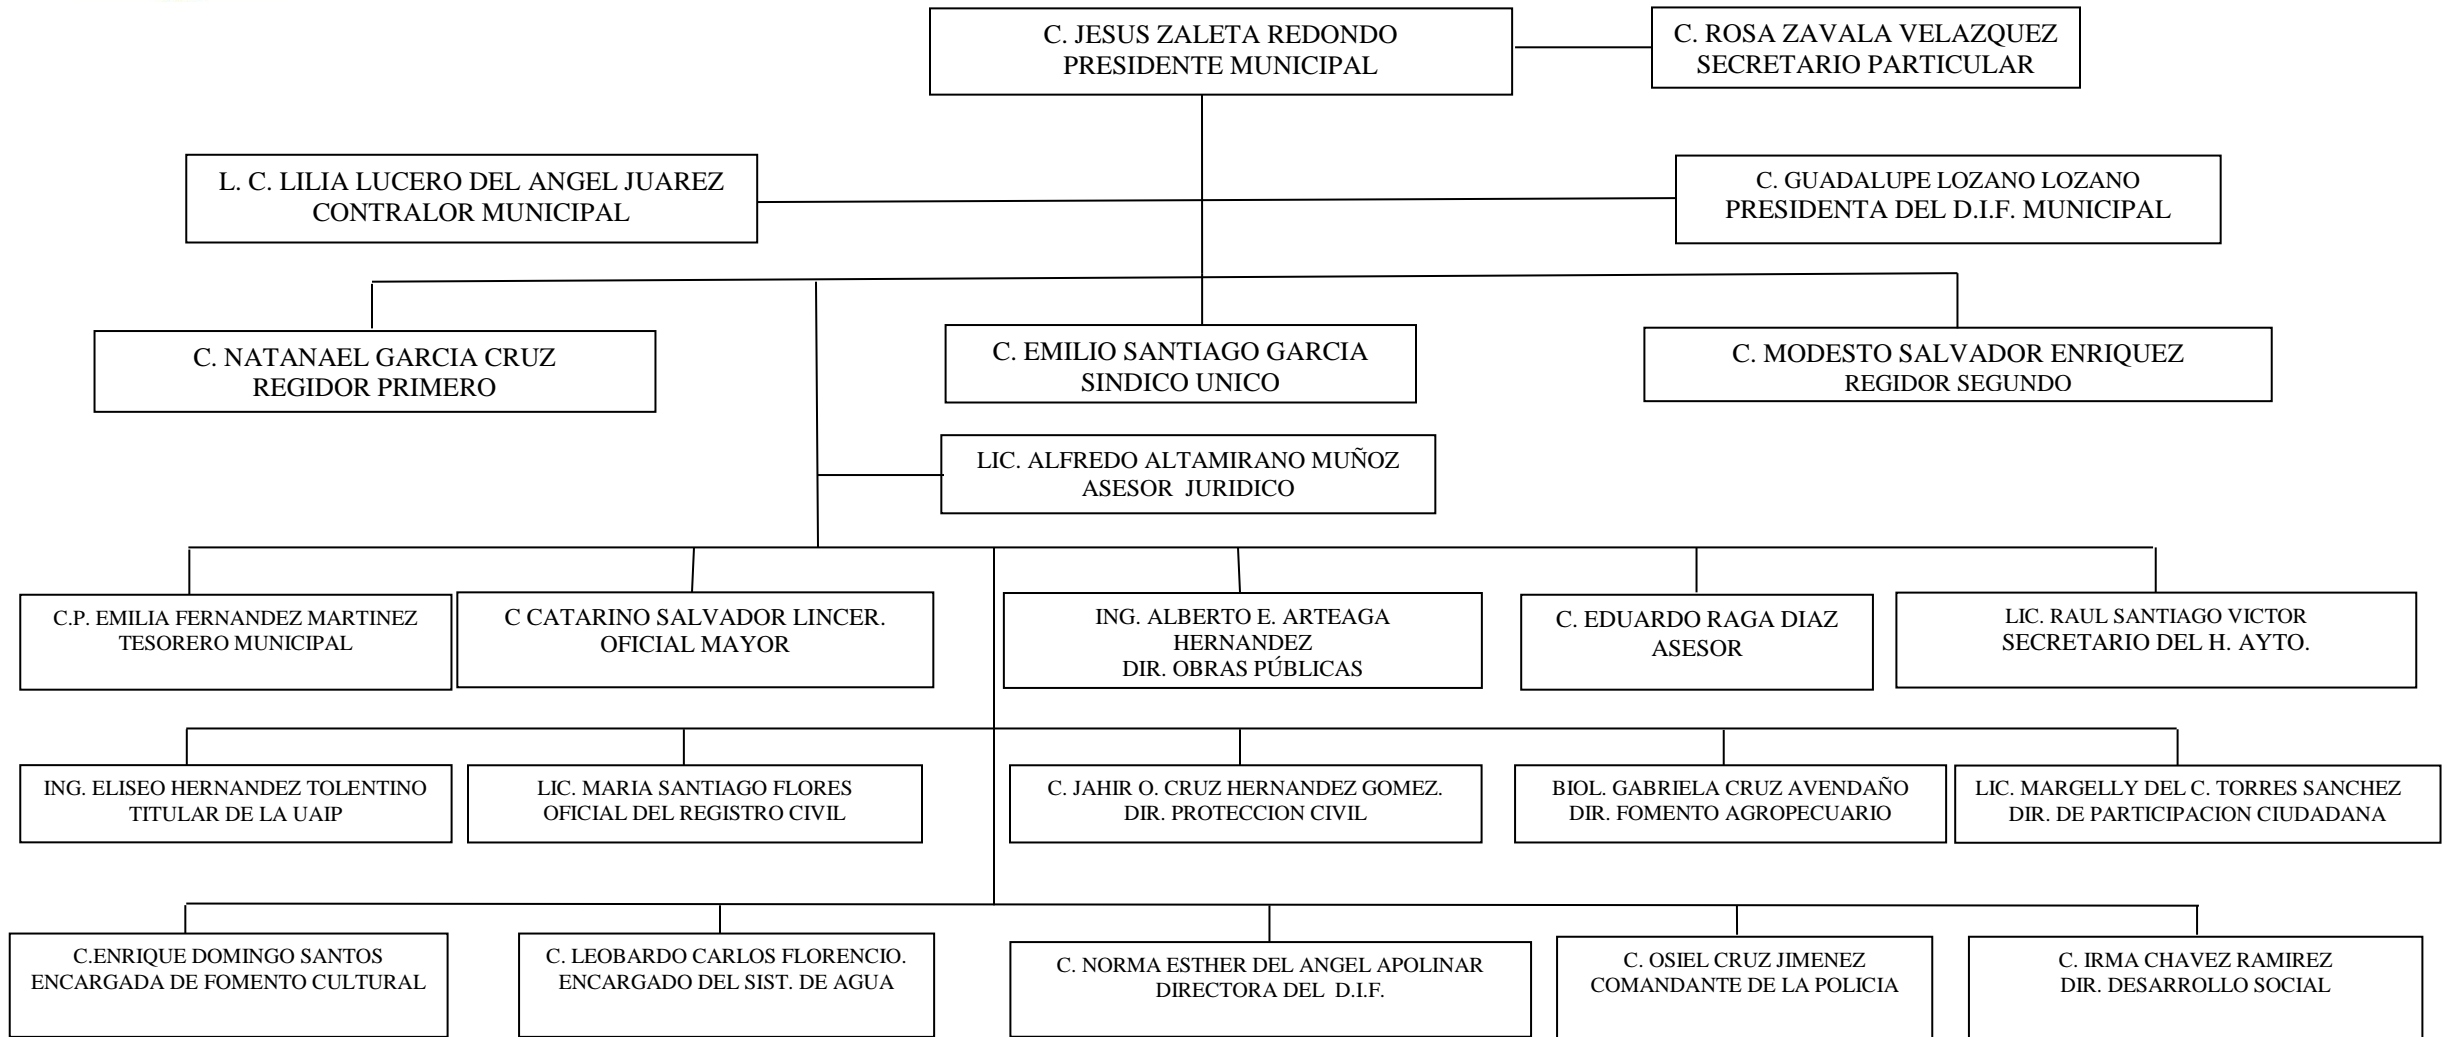 C. JESUS ZALETA REDONDO
PRESIDENTE MUNICIPAL
C. ROSA ZAVALA VELAZQUEZ
SECRETARIO PARTICULAR
L. C. LILIA LUCERO DEL ANGEL JUAREZ
CONTRALOR MUNICIPAL
C. GUADALUPE LOZANO LOZANO
PRESIDENTA DEL D.I.F. MUNICIPAL
C. NATANAEL GARCIA CRUZ
REGIDOR PRIMERO
C. EMILIO SANTIAGO GARCIA
SINDICO UNICO
C. MODESTO SALVADOR ENRIQUEZ
REGIDOR SEGUNDO
LIC. ALFREDO ALTAMIRANO MUÑOZ
ASESOR JURIDICO
C.P. EMILIA FERNANDEZ MARTINEZ
TESORERO MUNICIPAL
C CATARINO SALVADOR LINCER.
OFICIAL MAYOR
ING. ALBERTO E. ARTEAGA
HERNANDEZ
DIR. OBRAS PÚBLICAS
C. EDUARDO RAGA DIAZ
ASESOR
LIC. RAUL SANTIAGO VICTOR
SECRETARIO DEL H. AYTO.
ING. ELISEO HERNANDEZ TOLENTINO
TITULAR DE LA UAIP
LIC. MARIA SANTIAGO FLORES
OFICIAL DEL REGISTRO CIVIL
C. JAHIR O. CRUZ HERNANDEZ GOMEZ.
DIR. PROTECCION CIVIL
BIOL. GABRIELA CRUZ AVENDAÑO
DIR. FOMENTO AGROPECUARIO
LIC. MARGELLY DEL C. TORRES SANCHEZ
DIR. DE PARTICIPACION CIUDADANA
C.ENRIQUE DOMINGO SANTOS
ENCARGADA DE FOMENTO CULTURAL
C. LEOBARDO CARLOS FLORENCIO.
ENCARGADO DEL SIST. DE AGUA
C. NORMA ESTHER DEL ANGEL APOLINAR
DIRECTORA DEL D.I.F.
C. OSIEL CRUZ JIMENEZ
COMANDANTE DE LA POLICIA
C. IRMA CHAVEZ RAMIREZ
DIR. DESARROLLO SOCIAL